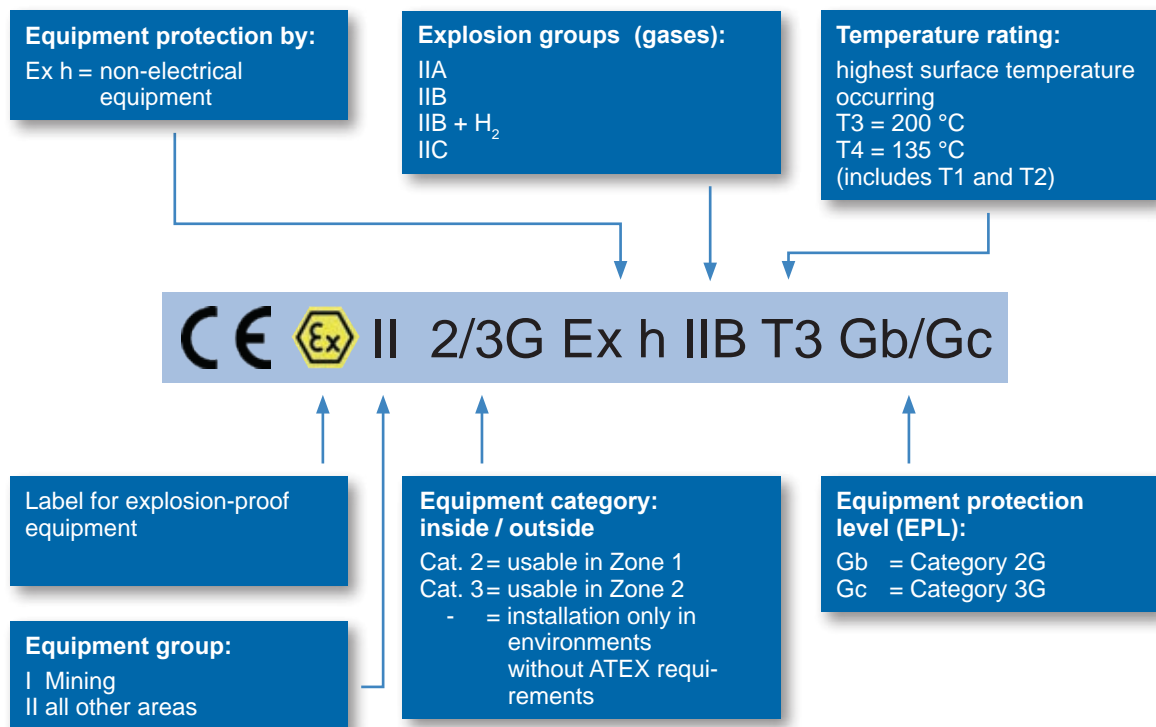 Equipment protection by:
Ex h = non-electrical
equipment
Explosion groups (gases):
IIA
IIB
IIB + H₂
IIC
Temperature rating:
highest surface temperature
occurring
T3 = 200 °C
T4 = 135 °C
(includes T1 and T2)
CE Ex II 2/3G Ex h IIB T3 Gb/Gc
Label for explosion-proof
equipment
Equipment group:
I Mining
II all other areas
Equipment category:
inside / outside
Cat. 2 = usable in Zone 1
Cat. 3 = usable in Zone 2
- = installation only in
environments
without ATEX requi-
rements
Equipment protection
level (EPL):
Gb = Category 2G
Gc = Category 3G